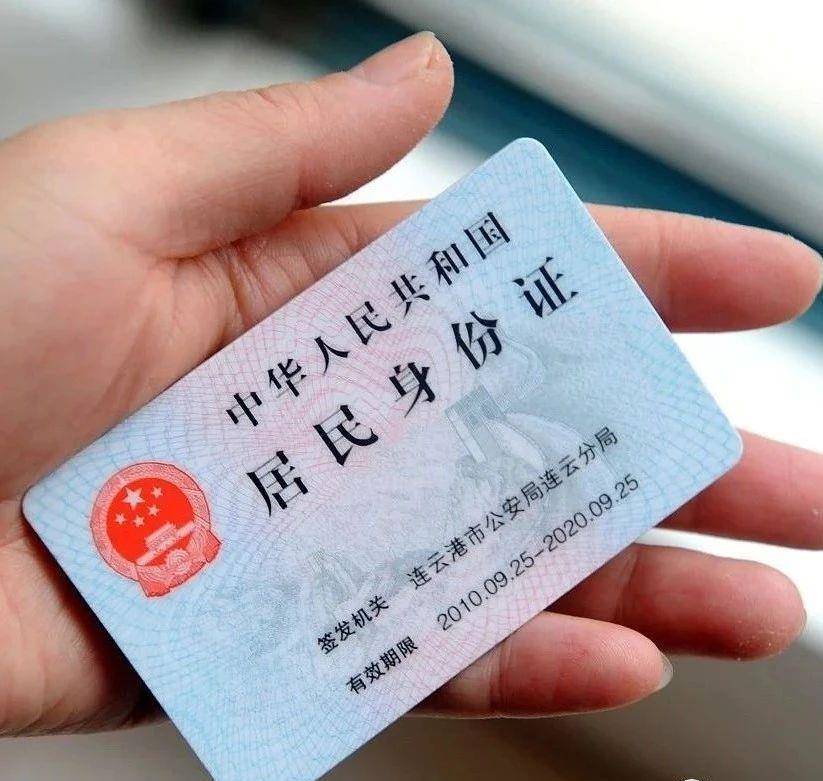 中华人民共和国
居民身份证
签发机关 连云港市公安局连云分局
有效期限 2010.09.25-2020.09.25